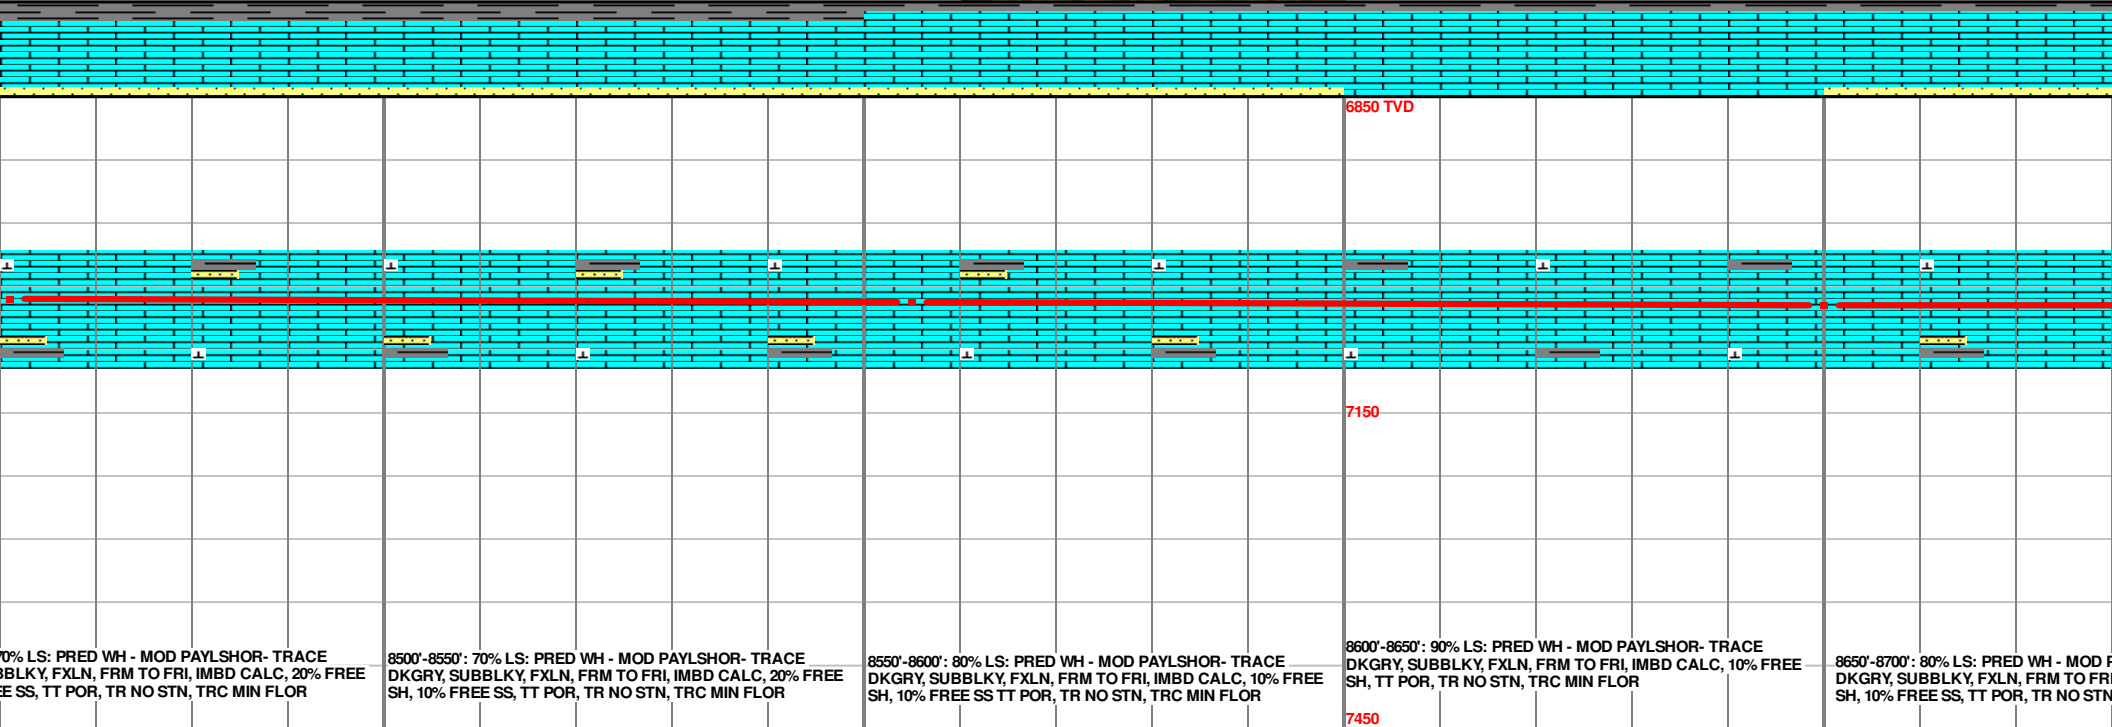 6850 TVD
7150
70% LS: PRED WH - MOD PAYLSHOR- TRACE
BBLKY, FXLN, FRM TO FRI, IMBD CALC, 20% FREE
EE SS, TT POR, TR NO STN, TRC MIN FLOR
8500'-8550': 70% LS: PRED WH - MOD PAYLSHOR- TRACE
DKGRY, SUBBLKY, FXLN, FRM TO FRI, IMBD CALC, 20% FREE
SH, 10% FREE SS, TT POR, TR NO STN, TRC MIN FLOR
8550'-8600': 80% LS: PRED WH - MOD PAYLSHOR- TRACE
DKGRY, SUBBLKY, FXLN, FRM TO FRI, IMBD CALC, 10% FREE
SH, 10% FREE SS TT POR, TR NO STN, TRC MIN FLOR
8600'-8650': 90% LS: PRED WH - MOD PAYLSHOR- TRACE
DKGRY, SUBBLKY, FXLN, FRM TO FRI, IMBD CALC, 10% FREE
SH, TT POR, TR NO STN, TRC MIN FLOR
8650'-8700': 80% LS: PRED WH - MOD P
DKGRY, SUBBLKY, FXLN, FRM TO FRI
SH, 10% FREE SS, TT POR, TR NO STN
7450